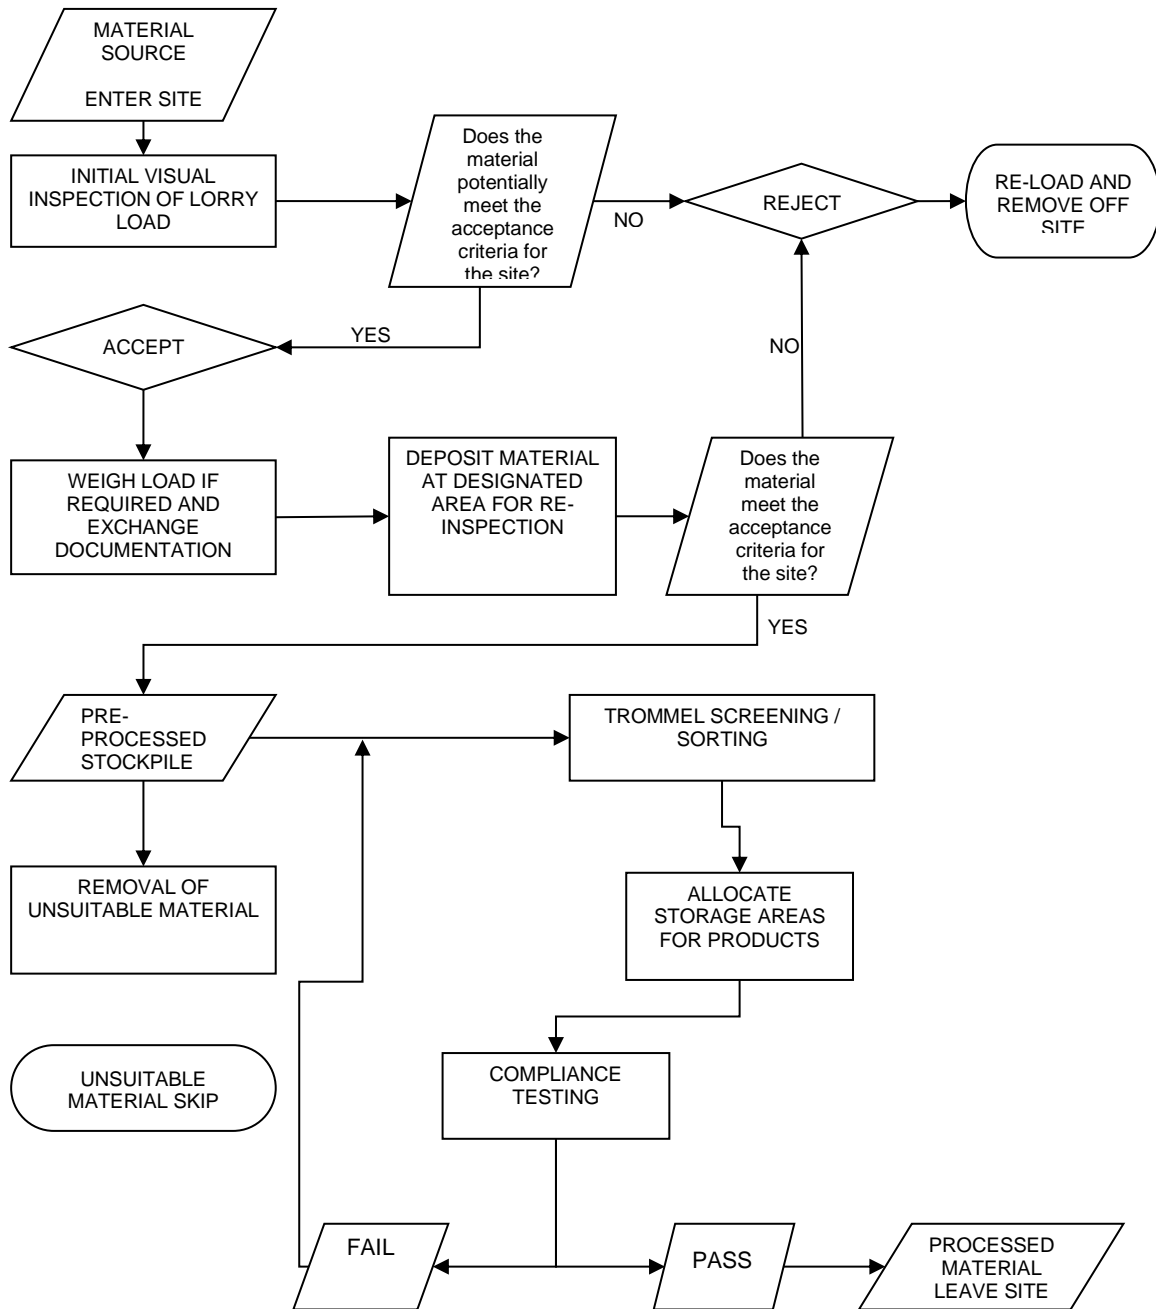 MATERIAL
SOURCE
ENTER SITE
INITIAL VISUAL
INSPECTION OF LORRY
LOAD
Does the
material
potentially
meet the
acceptance
criteria for
the site?
NO
REJECT
RE-LOAD AND
REMOVE OFF
SITE
YES
ACCEPT
NO
WEIGH LOAD IF
REQUIRED AND
EXCHANGE
DOCUMENTATION
DEPOSIT MATERIAL
AT DESIGNATED
AREA FOR RE-
INSPECTION
Does the
material
meet the
acceptance
criteria for
the site?
YES
PRE-
PROCESSED
STOCKPILE
TROMMEL SCREENING /
SORTING
REMOVAL OF
UNSUITABLE MATERIAL
ALLOCATE
STORAGE AREAS
FOR PRODUCTS
UNSUITABLE
MATERIAL SKIP
COMPLIANCE
TESTING
FAIL
PASS
PROCESSED
MATERIAL
LEAVE SITE